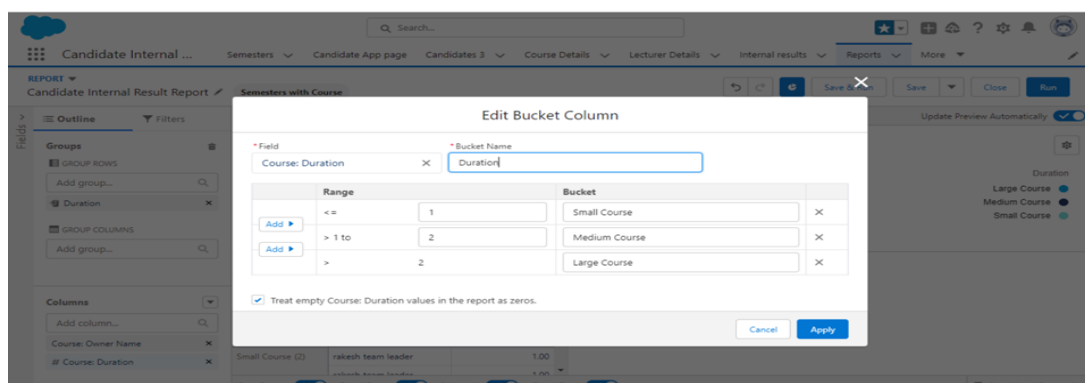 Search...
Candidate Internal ... Semesters Candidate App page Candidates 3 Course Details Lecturer Details Internal results Reports More
REPORT
Candidate Internal Result Report Semesters with Course Save & Run Save Close Run
Fields
Outline Filters Update Preview Automatically
Edit Bucket Column
Groups
GROUP ROWS
Add group...
Duration
GROUP COLUMNS
Add group...
*Field *Bucket Name
Course: Duration Duration
Range Bucket
Add
<= 1 Small Course
> 1 to 2 Medium Course
Add
> 2 Large Course
Treat empty Course: Duration values in the report as zeros.
Cancel Apply
Duration
Large Course
Medium Course
Small Course
Columns
Add column...
Course: Owner Name
# Course: Duration
Small Course (2) rakesh team leader 1.00
rakesh team leader 1.00